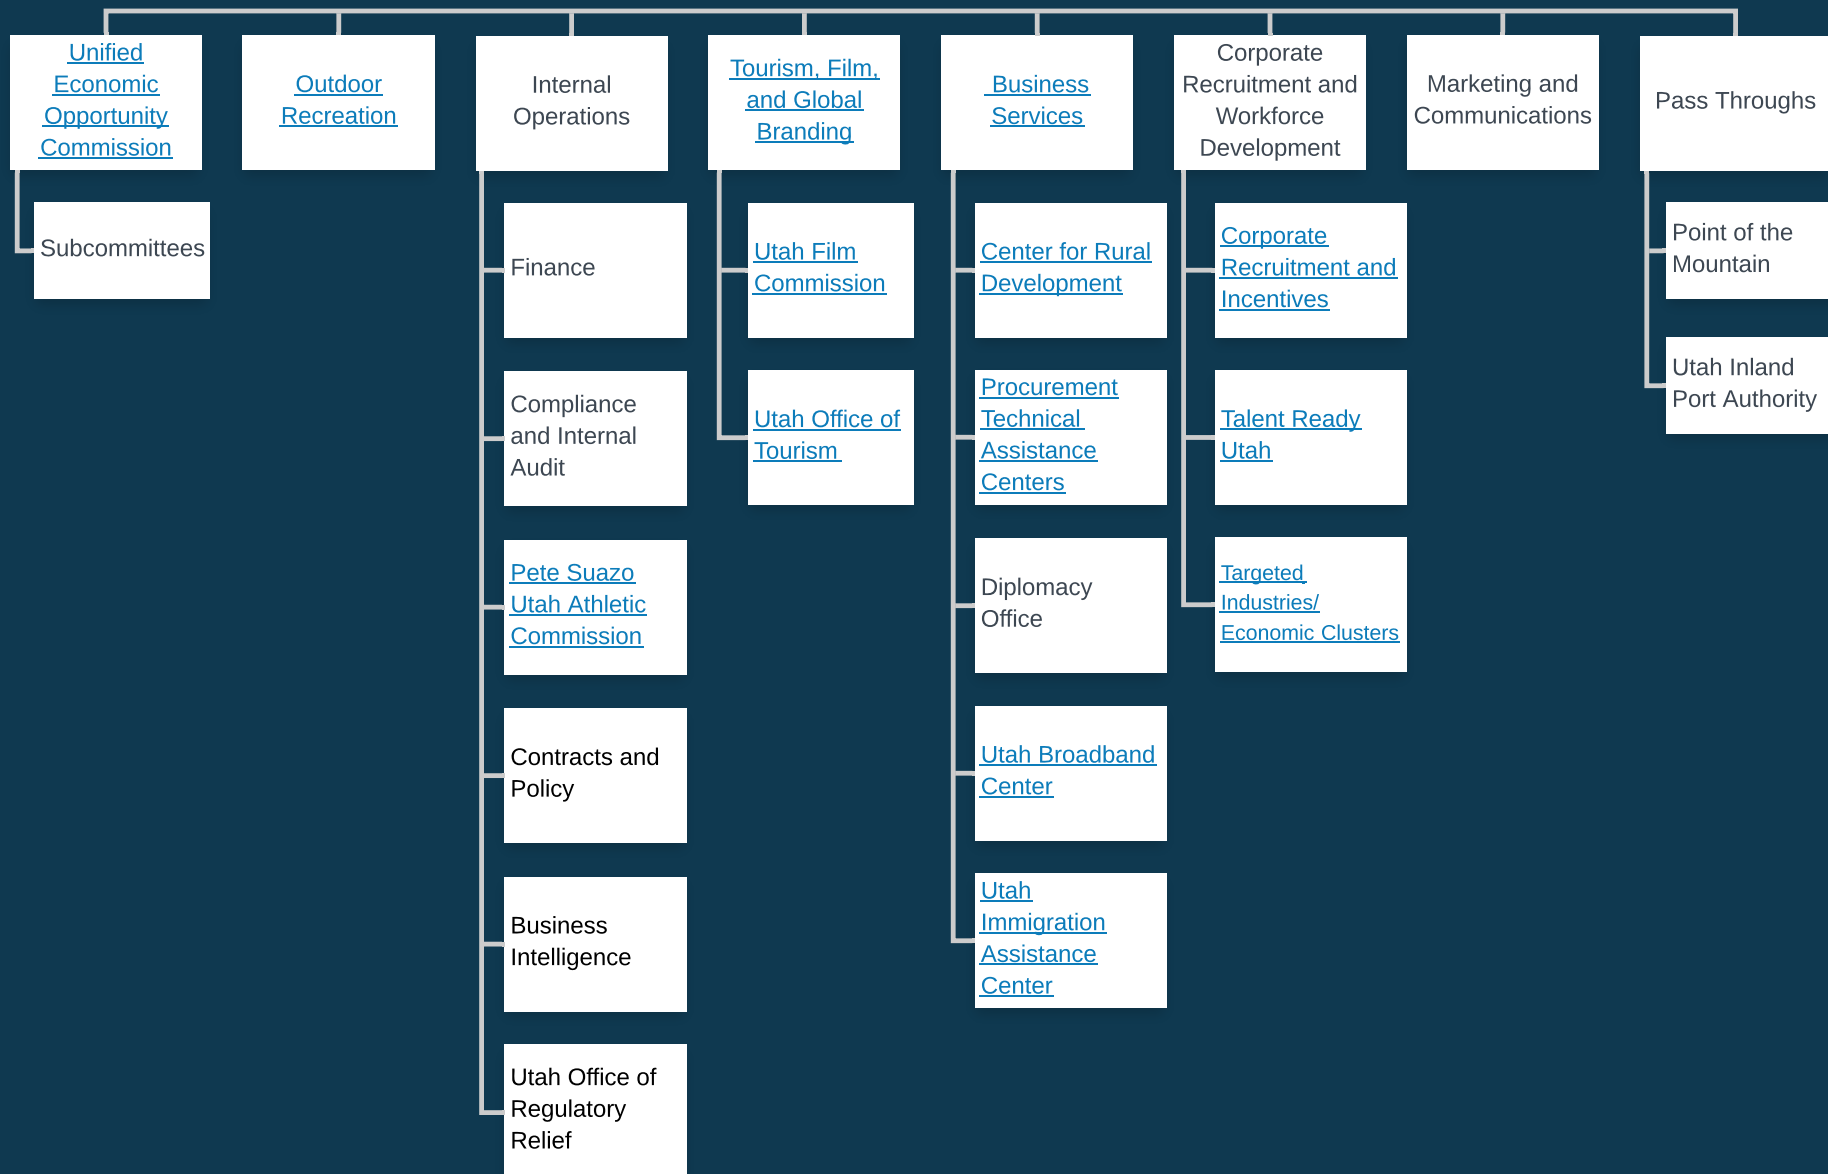 Unified
Economic
Opportunity
Commission
Subcommittees
Outdoor
Recreation
Internal
Operations
Finance
Compliance
and Internal
Audit
Pete Suazo
Utah Athletic
Commission
Contracts and
Policy
Business
Intelligence
Utah Office of
Regulatory
Relief
Tourism, Film,
and Global
Branding
Utah Film
Commission
Utah Office of
Tourism
Business
Services
Center for Rural
Development
Procurement
Technical
Assistance
Centers
Diplomacy
Office
Utah Broadband
Center
Utah
Immigration
Assistance
Center
Corporate
Recruitment and
Workforce
Development
Corporate
Recruitment and
Incentives
Talent Ready
Utah
Targeted
Industries/
Economic Clusters
Marketing and
Communications
Pass Throughs
Point of the
Mountain
Utah Inland
Port Authority